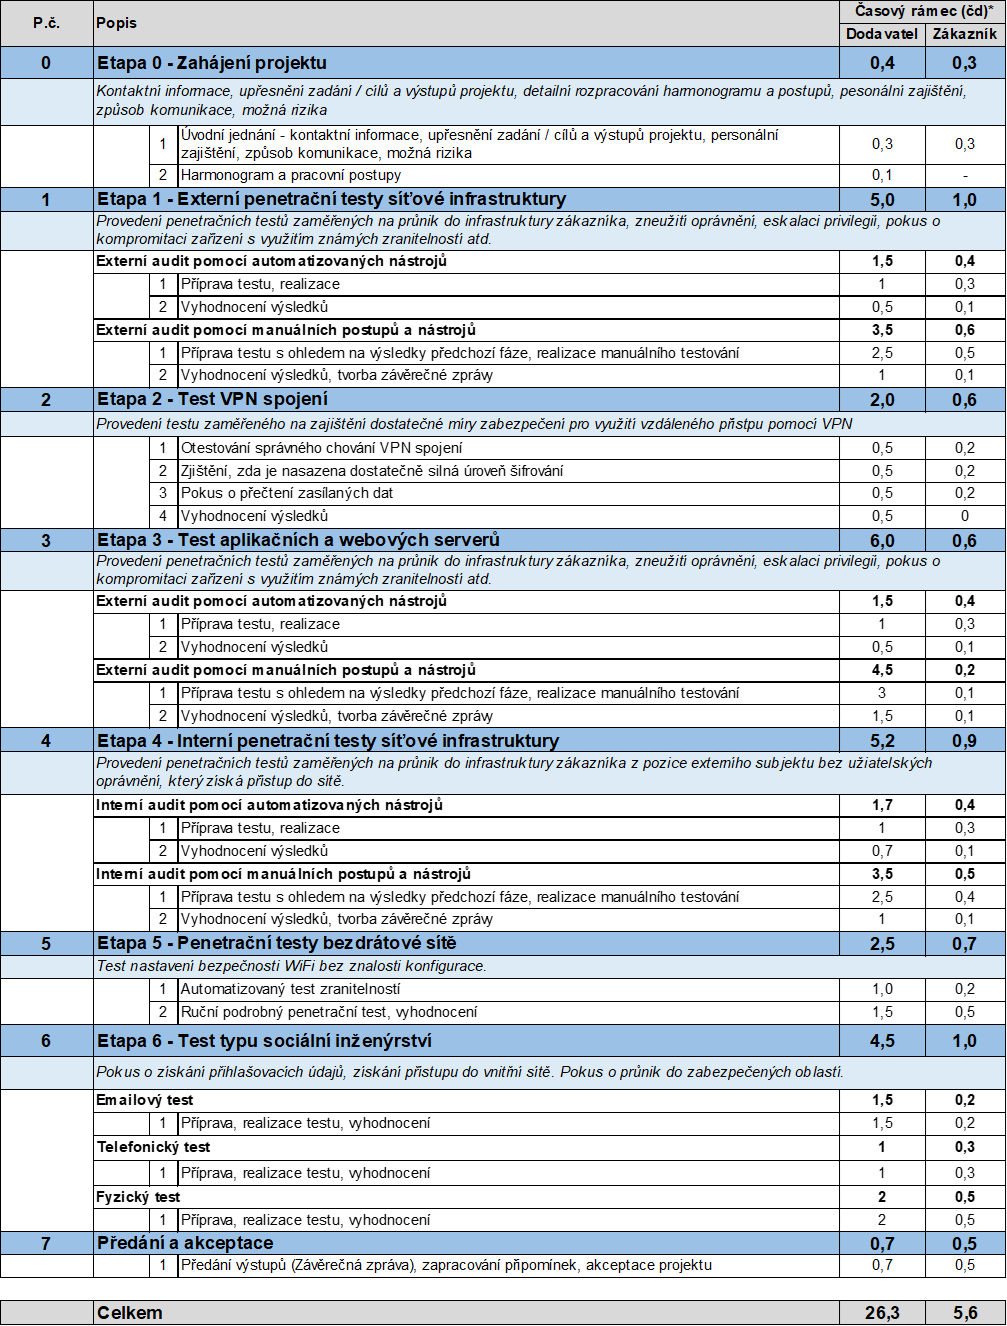 P.č. Popis Časový rámec (čd)*
Dodavatel Zákazník
0 Etapa 0 - Zahájení projektu 0,4 0,3
Kontaktní informace, upřesnění zadání / cílů a výstupů projektu, detailní rozpracování harmonogramu a postupů, pesonální zajištění,
způsob komunikace, možná rizika
1 Úvodní jednání - kontaktní informace, upřesnění zadání / cílů a výstupů projektu, personální
zajištění, způsob komunikace, možná rizika 0,3 0,3
2 Harmonogram a pracovní postupy 0,1 -
1 Etapa 1 - Externí penetrační testy síťové infrastruktury 5,0 1,0
Provedení penetračních testů zaměřených na průnik do infrastruktury zákazníka, zneužití oprávnění, eskalaci privilegií, pokus o
kompromitaci zařízení s využitím známých zranitelností atd.
Externí audit pomocí automatizovaných nástrojů 1,5 0,4
1 Příprava testu, realizace 1 0,3
2 Vyhodnocení výsledků 0,5 0,1
Externí audit pomocí manuálních postupů a nástrojů 3,5 0,6
1 Příprava testu s ohledem na výsledky předchozí fáze, realizace manuálního testování 2,5 0,5
2 Vyhodnocení výsledků, tvorba závěrečné zprávy 1 0,1
2 Etapa 2 - Test VPN spojení 2,0 0,6
Provedení testu zaměřeného na zajištění dostatečné míry zabezpečení pro využití vzdáleného přístpu pomocí VPN
1 Otestování správného chování VPN spojení 0,5 0,2
2 Zjištění, zda je nasazena dostatečně silná úroveň šifrování 0,5 0,2
3 Pokus o přečtení zasílaných dat 0,5 0,2
4 Vyhodnocení výsledků 0,5 0
3 Etapa 3 - Test aplikačních a webových serverů 6,0 0,6
Provedení penetračních testů zaměřených na průnik do infrastruktury zákazníka, zneužití oprávnění, eskalaci privilegií, pokus o
kompromitaci zařízení s využitím známých zranitelností atd.
Externí audit pomocí automatizovaných nástrojů 1,5 0,4
1 Příprava testu, realizace 1 0,3
2 Vyhodnocení výsledků 0,5 0,1
Externí audit pomocí manuálních postupů a nástrojů 4,5 0,2
1 Příprava testu s ohledem na výsledky předchozí fáze, realizace manuálního testování 3 0,1
2 Vyhodnocení výsledků, tvorba závěrečné zprávy 1,5 0,1
4 Etapa 4 - Interní penetrační testy síťové infrastruktury 5,2 0,9
Provedení penetračních testů zaměřených na průnik do infrastruktury zákazníka z pozice externího subjektu bez užiatelských
oprávnění, který získá přístup do sítě.
Interní audit pomocí automatizovaných nástrojů 1,7 0,4
1 Příprava testu, realizace 1 0,3
2 Vyhodnocení výsledků 0,7 0,1
Interní audit pomocí manuálních postupů a nástrojů 3,5 0,5
1 Příprava testu s ohledem na výsledky předchozí fáze, realizace manuálního testování 2,5 0,4
2 Vyhodnocení výsledků, tvorba závěrečné zprávy 1 0,1
5 Etapa 5 - Penetrační testy bezdrátové sítě 2,5 0,7
Test nastavení bezpečnosti WiFi bez znalosti konfigurace.
1 Automatizovaný test zranitelností 1,0 0,2
2 Ruční podrobný penetrační test, vyhodnocení 1,5 0,5
6 Etapa 6 - Test typu sociální inženýrství 4,5 1,0
Pokus o získání přihlašovacích údajů, získání přístupu do vnitřní sítě. Pokus o průnik do zabezpečených oblastí.
Emailový test 1,5 0,2
1 Příprava, realizace testu, vyhodnocení 1,5 0,2
Telefonický test 1 0,3
1 Příprava, realizace testu, vyhodnocení 1 0,3
Fyzický test 2 0,5
1 Příprava, realizace testu, vyhodnocení 2 0,5
7 Předání a akceptace 0,7 0,5
1 Předání výstupů (Závěrečná zpráva), zapracování připomínek, akceptace projektu 0,7 0,5
Celkem 26,3 5,6